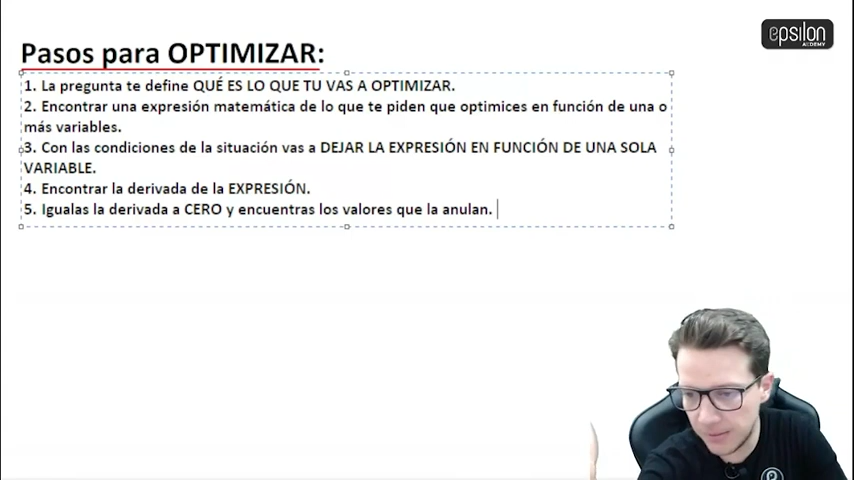 epsilon
ACADEMY
Pasos para OPTIMIZAR:
1. La pregunta te define QUÉ ES LO QUE TU VAS A OPTIMIZAR.
2. Encontrar una expresión matemática de lo que te piden que optimices en función de una o
más variables.
3. Con las condiciones de la situación vas a DEJAR LA EXPRESIÓN EN FUNCIÓN DE UNA SOLA
VARIABLE.
4. Encontrar la derivada de la EXPRESIÓN.
5. Igualas la derivada a CERO y encuentras los valores que la anulan.